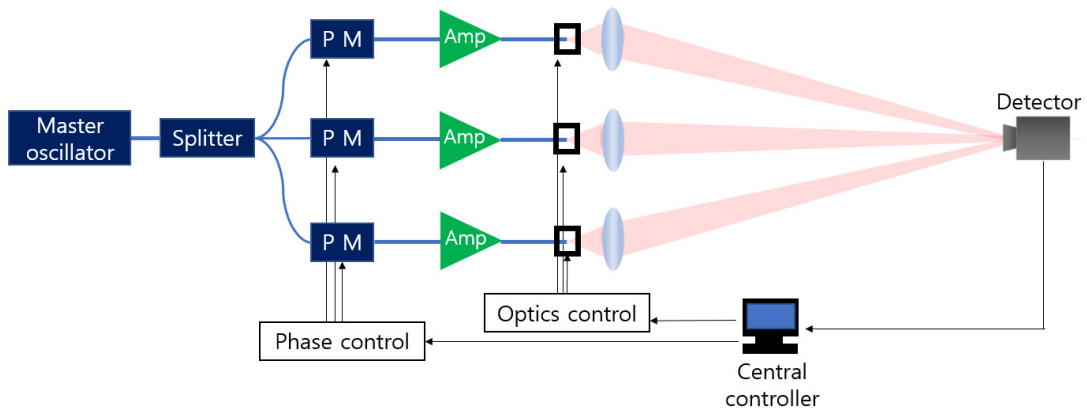 P M
Amp
Detector
Master
oscillator
Splitter
P M
Amp
P M
Amp
Optics control
Phase control
Central
controller